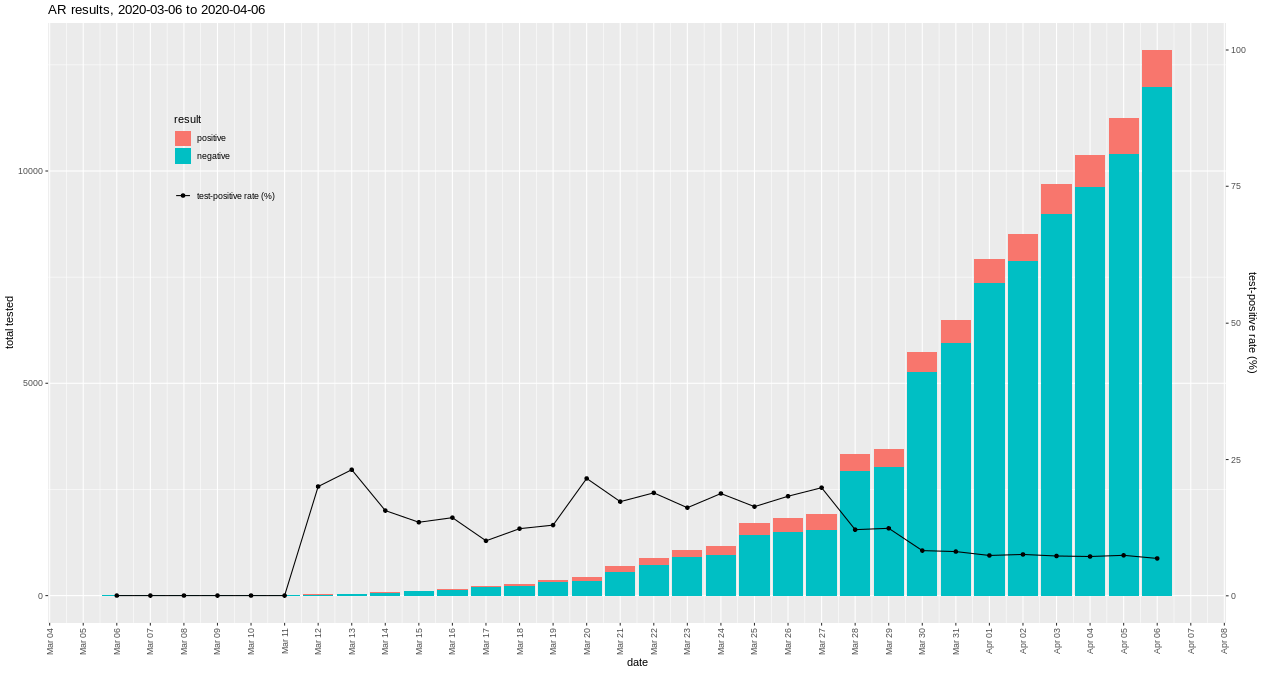 AR results, 2020-03-06 to 2020-04-06
result
positive
negative
test-positive rate (%)
total tested
10000
5000
0
100
75
50
25
0
test-positive rate (%)
Mar 04
Mar 05
Mar 06
Mar 07
Mar 08
Mar 09
Mar 10
Mar 11
Mar 12
Mar 13
Mar 14
Mar 15
Mar 16
Mar 17
Mar 18
Mar 19
Mar 20
Mar 21
Mar 22
Mar 23
Mar 24
Mar 25
Mar 26
Mar 27
Mar 28
Mar 29
Mar 30
Mar 31
Apr 01
Apr 02
Apr 03
Apr 04
Apr 05
Apr 06
Apr 07
Apr 08
date